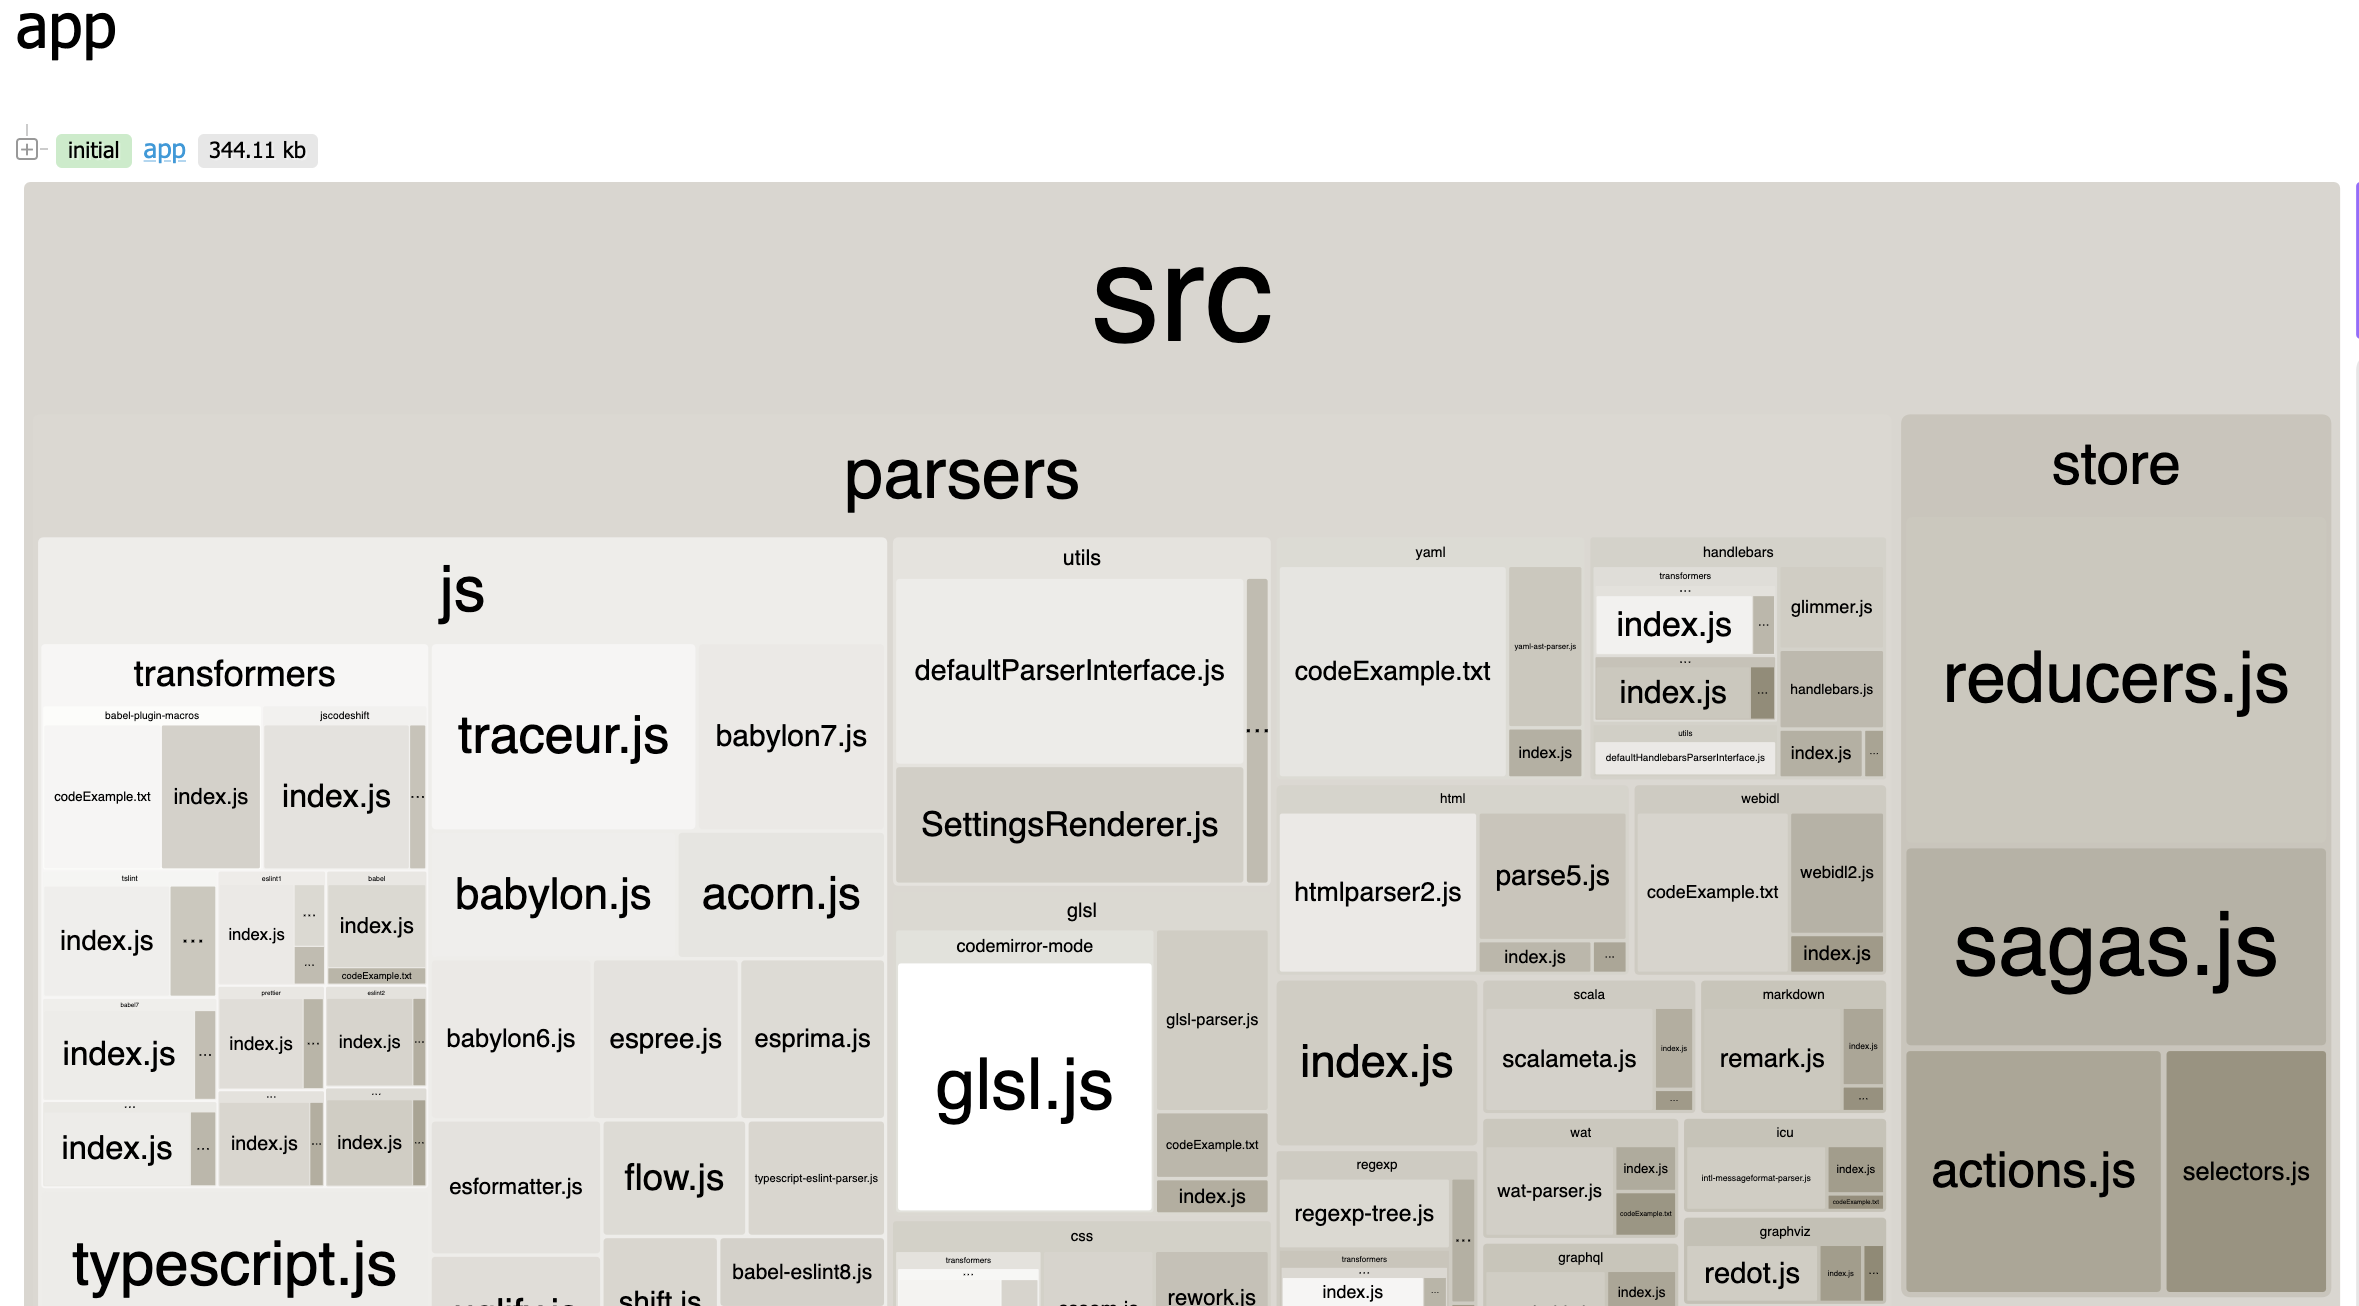 app
initial app 344.11 kb
src
parsers
js
transformers
babel-plugin-macros
codeExample.txt
index.js
jscodeshift
index.js
...
tslint
index.js
...
eslint1
index.js
...
...
babel
index.js
codeExample.txt
babel7
index.js
...
prettier
index.js
...
eslint2
index.js
...
...
index.js
...
...
index.js
...
...
index.js
...
typescript.js
traceur.js
babylon7.js
babylon.js
acorn.js
babylon6.js
espree.js
esprima.js
esformatter.js
flow.js
typescript-eslint-parser.js
shift.js
babel-eslint8.js
utils
defaultParserInterface.js
SettingsRenderer.js
...
glsl
codemirror-mode
glsl.js
glsl-parser.js
codeExample.txt
index.js
css
transformers
...
rework.js
yaml
codeExample.txt
yaml-ast-parser.js
index.js
handlebars
transformers
...
index.js
...
...
index.js
...
utils
defaultHandlebarsParserInterface.js
glimmer.js
handlebars.js
index.js
...
html
htmlparser2.js
parse5.js
index.js
...
webidl
codeExample.txt
webidl2.js
index.js
index.js
scala
scalameta.js
index.js
...
markdown
remark.js
index.js
...
regexp
regexp-tree.js
...
transformers
...
index.js
...
wat
wat-parser.js
index.js
codeExample.txt
icu
intl-messageformat-parser.js
index.js
codeExample.txt
graphql
index.js
graphviz
redot.js
index.js
...
store
reducers.js
sagas.js
actions.js
selectors.js